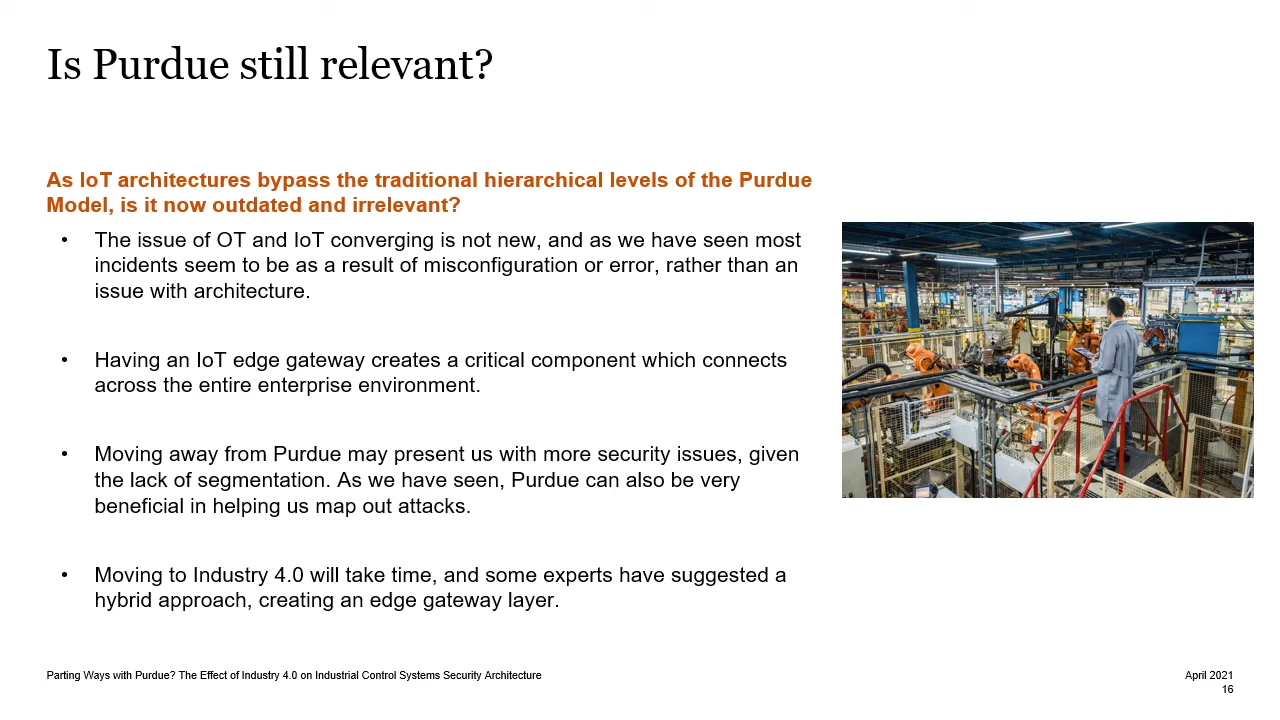 Is Purdue still relevant?
As IoT architectures bypass the traditional hierarchical levels of the Purdue
Model, is it now outdated and irrelevant?
• The issue of OT and IoT converging is not new, and as we have seen most
incidents seem to be as a result of misconfiguration or error, rather than an
issue with architecture.
• Having an IoT edge gateway creates a critical component which connects
across the entire enterprise environment.
• Moving away from Purdue may present us with more security issues, given
the lack of segmentation. As we have seen, Purdue can also be very
beneficial in helping us map out attacks.
• Moving to Industry 4.0 will take time, and some experts have suggested a
hybrid approach, creating an edge gateway layer.
Parting Ways with Purdue? The Effect of Industry 4.0 on Industrial Control Systems Security Architecture
April 2021
16